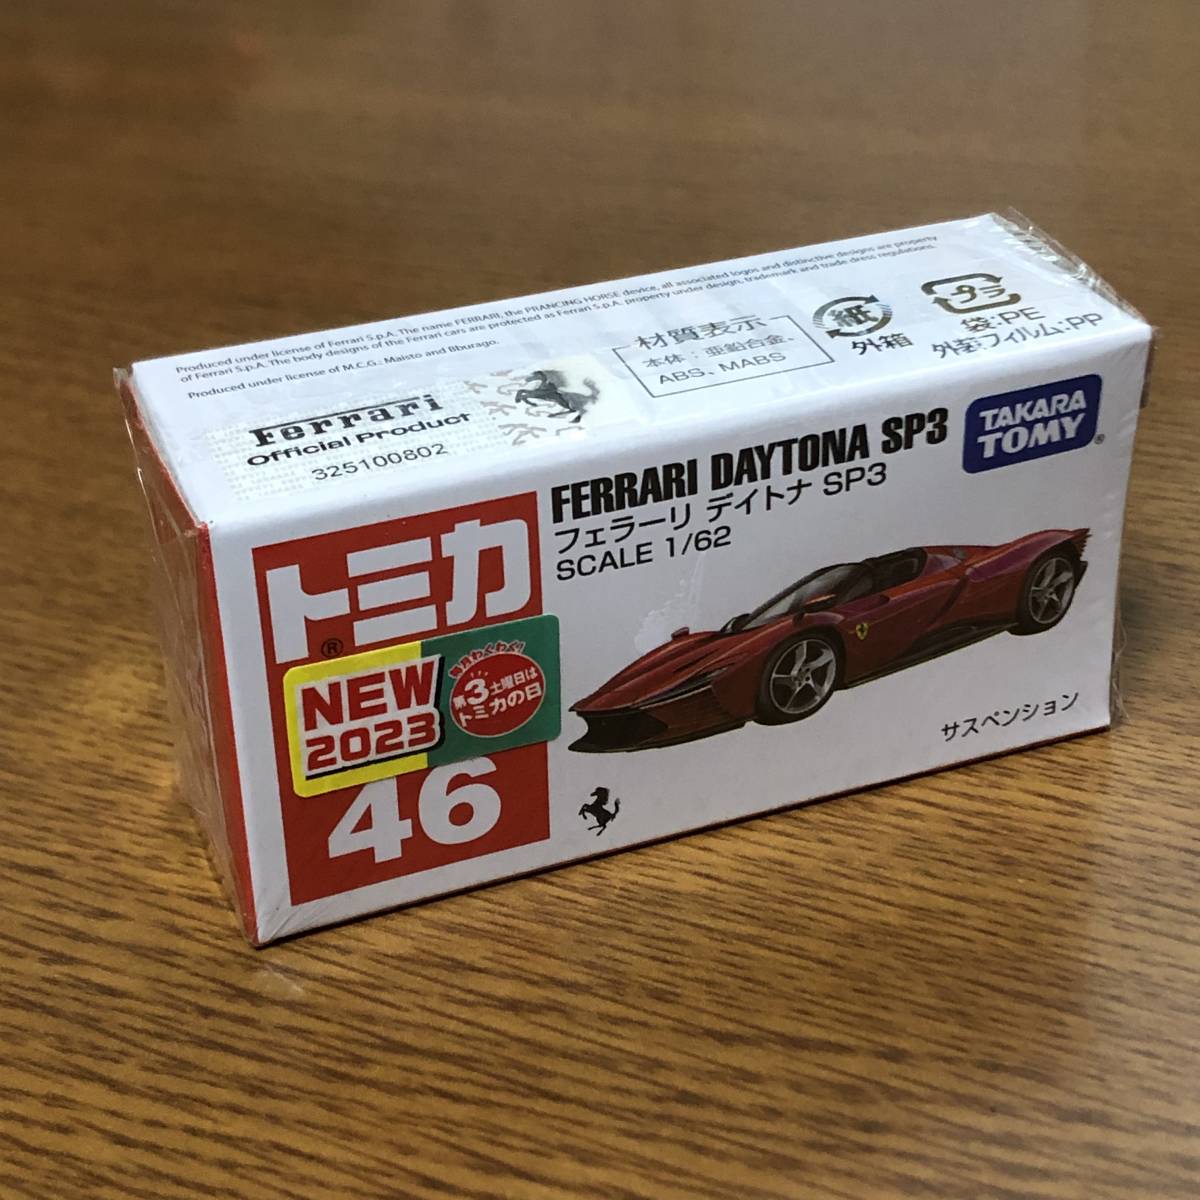 Produced under license of Ferrari S.p.A. The name FERRARI, the PRANCING HORSE device, all associated logos and distinctive designs are property
of Ferrari S.p.A. The body designs of the Ferrari cars are protected as Ferrari S.p.A. property under design, trademark and trade dress regulations.
Produced under license of M.C.G.: Maisto and Bburago.
Ferrari
Official Product
325100802
材質表示
本体：亜鉛合金、
ABS、MABS
紙
外箱
プラ
袋:PE
外装フィルム:PP
トミカ
®
NEW
2023
毎月わくわく!
第3土曜日は
トミカの日
46
FERRARI DAYTONA SP3
フェラーリ デイトナ SP3
SCALE 1/62
TAKARA
TOMY®
サスペンション